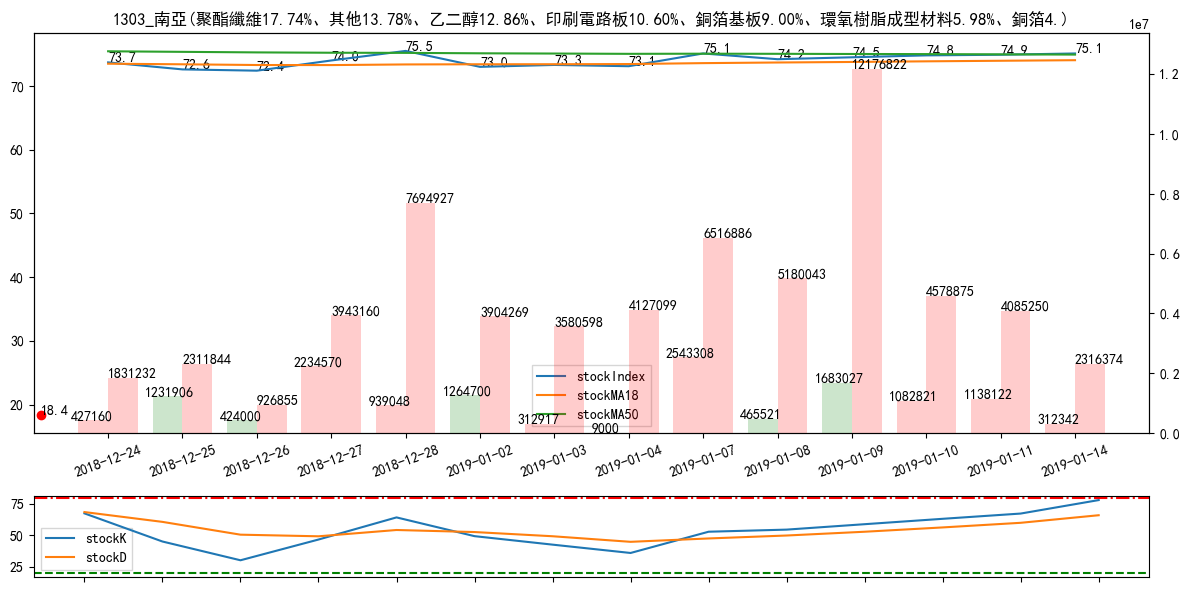 1303_南亞(聚酯纖維17.74%、其他13.78%、乙二醇12.86%、印刷電路板10.60%、銅箔基板9.00%、環氧樹脂成型材料5.98%、銅箔4.)
1e7
73.7 72.6 72.4 74.0 75.5 73.0 73.3 73.1 75.1 74.2 74.5 74.8 74.9 75.1
12176822
7694927
6516886
5180043
4578875
3943160 3904269 3580598 4127099 4085250
1831232 2311844 926855 2316374
18.4 427160 1231906 424000 2234570 939048 1264700 312917 9000 2543308 465521 1683027 1082821 1138122 312342
70
60
50
40
30
20
1.2
1.0
0.8
0.6
0.4
0.2
0.0
stockIndex
stockMA18
stockMA50
2018-12-24 2018-12-25 2018-12-26 2018-12-27 2018-12-28 2019-01-02 2019-01-03 2019-01-04 2019-01-07 2019-01-08 2019-01-09 2019-01-10 2019-01-11 2019-01-14
75
50
25
stockK
stockD